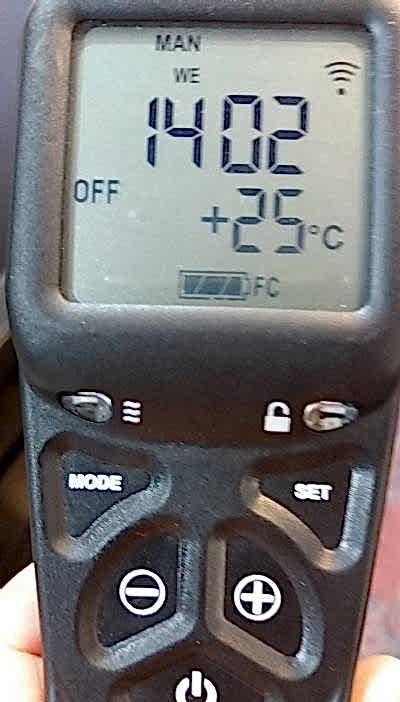 MAN
WE
1402
OFF
+25°C
FC
MODE
SET